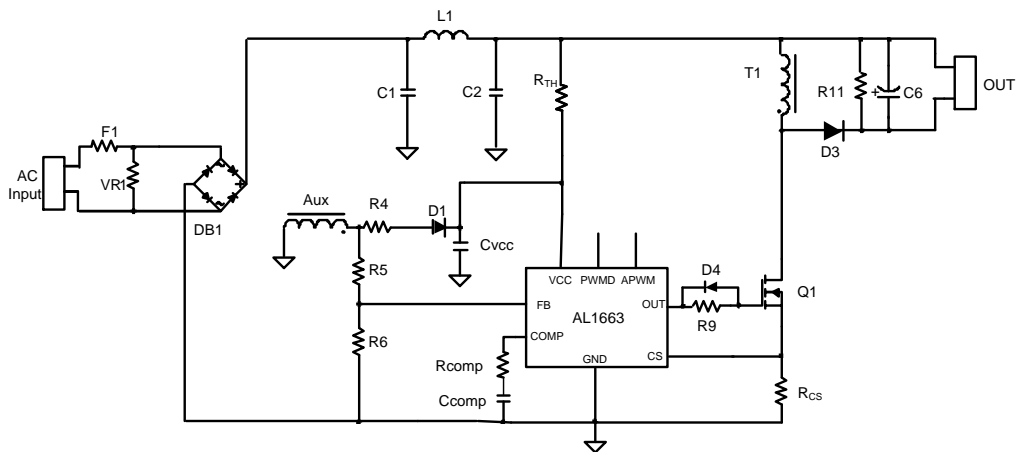 L1
T1
RTH
C1
C2
R11
+
C6
OUT
D3
F1
AC
Input
VR1
DB1
Aux
R4
D1
Cvcc
R5
VCC
PWMD
APWM
D4
FB
OUT
Q1
AL1663
R9
R6
COMP
Rcomp
GND
CS
Ccomp
RCS